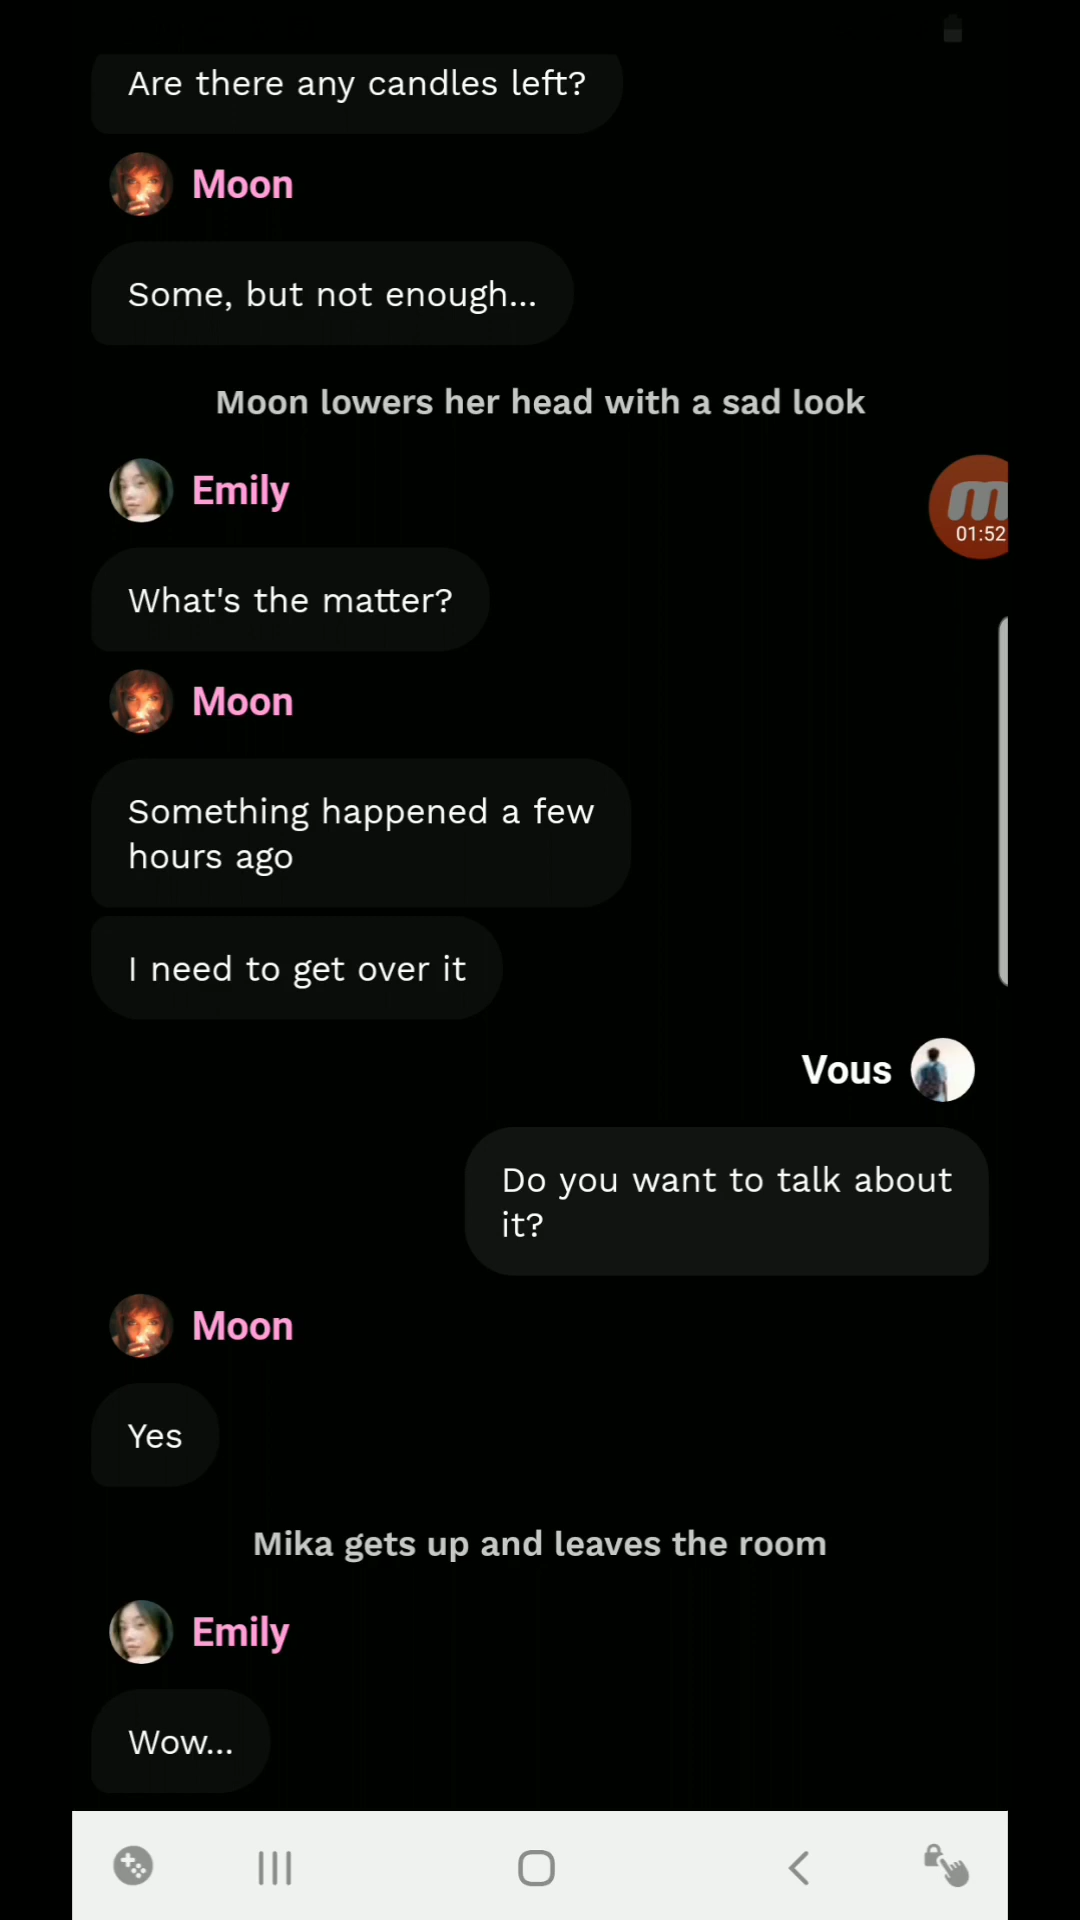 Are there any candles left?
Moon
Some, but not enough...
Moon lowers her head with a sad look
Emily
What's the matter?
m
01:52
Moon
Something happened a few
hours ago
I need to get over it
Vous
Do you want to talk about
it?
Moon
Yes
Mika gets up and leaves the room
Emily
Wow...